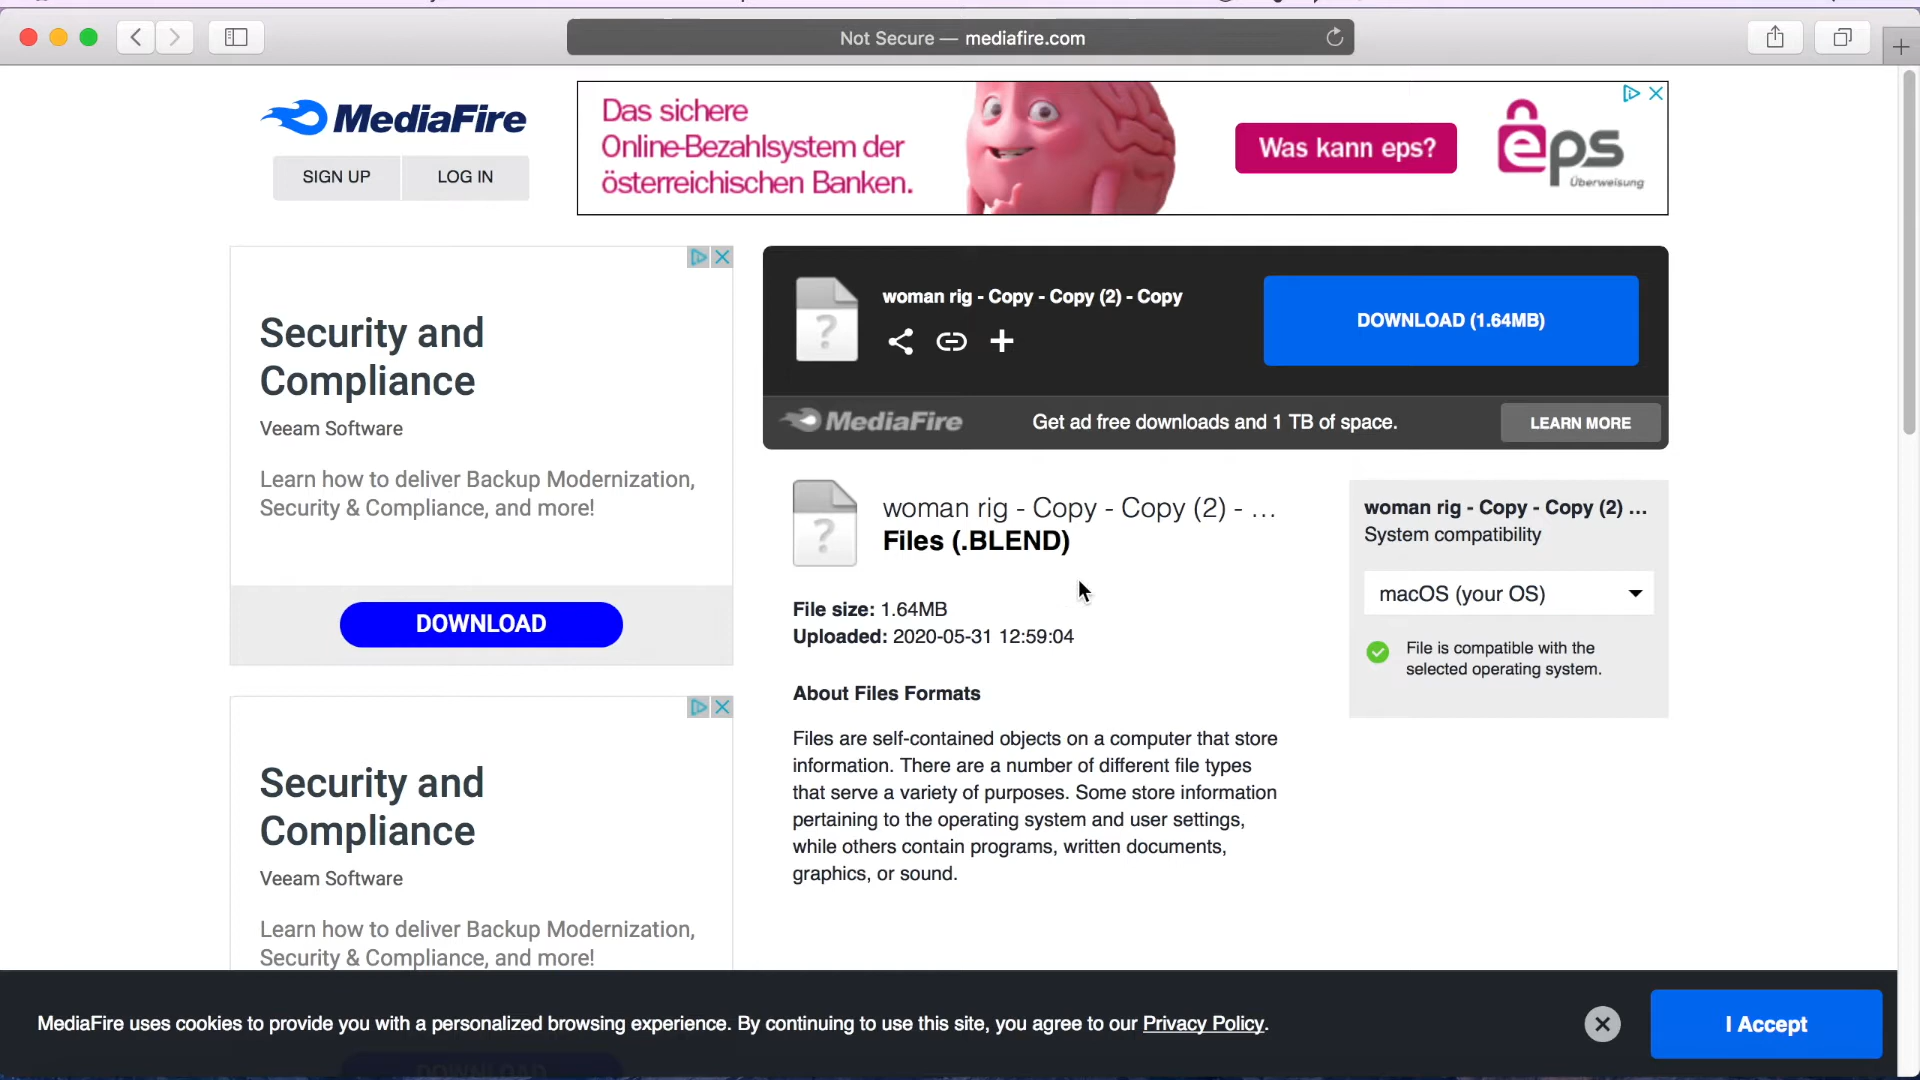 Not Secure — mediafire.com
MediaFire
SIGN UP
LOG IN
Das sichere
Online-Bezahlsystem der
österreichischen Banken.
Was kann eps?
eps
Überweisung
Security and
Compliance
Veeam Software
Learn how to deliver Backup Modernization,
Security & Compliance, and more!
DOWNLOAD
Security and
Compliance
Veeam Software
Learn how to deliver Backup Modernization,
Security & Compliance, and more!
woman rig - Copy - Copy (2) - Copy
DOWNLOAD (1.64MB)
MediaFire
Get ad free downloads and 1 TB of space.
LEARN MORE
woman rig - Copy - Copy (2) - ...
Files (.BLEND)
File size: 1.64MB
Uploaded: 2020-05-31 12:59:04
About Files Formats
Files are self-contained objects on a computer that store
information. There are a number of different file types
that serve a variety of purposes. Some store information
pertaining to the operating system and user settings,
while others contain programs, written documents,
graphics, or sound.
woman rig - Copy - Copy (2) ...
System compatibility
macOS (your OS)
File is compatible with the
selected operating system.
MediaFire uses cookies to provide you with a personalized browsing experience. By continuing to use this site, you agree to our Privacy Policy.
I Accept
DOWNLOAD